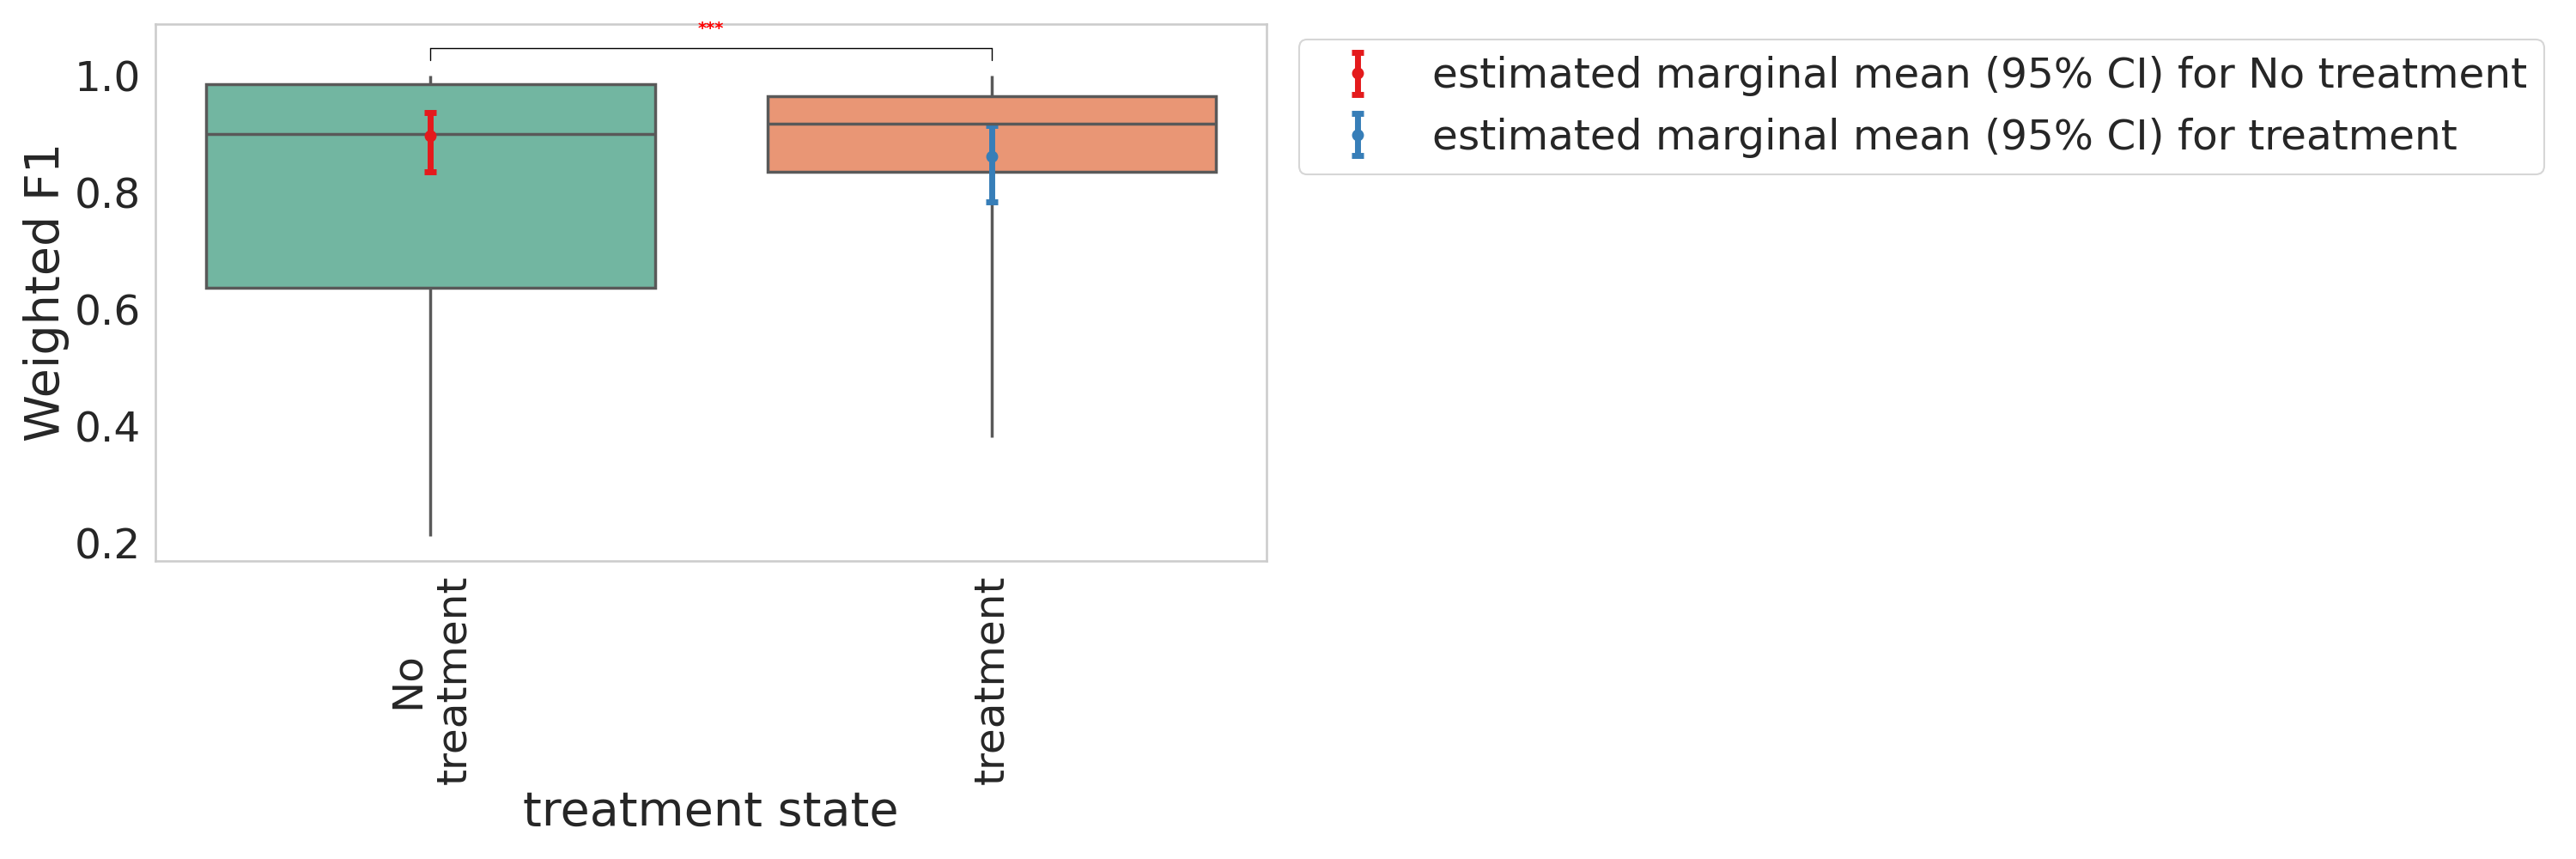 ***
estimated marginal mean (95% CI) for No treatment
estimated marginal mean (95% CI) for treatment
Weighted F1
1.0
0.8
0.6
0.4
0.2
No
treatment
treatment
treatment state